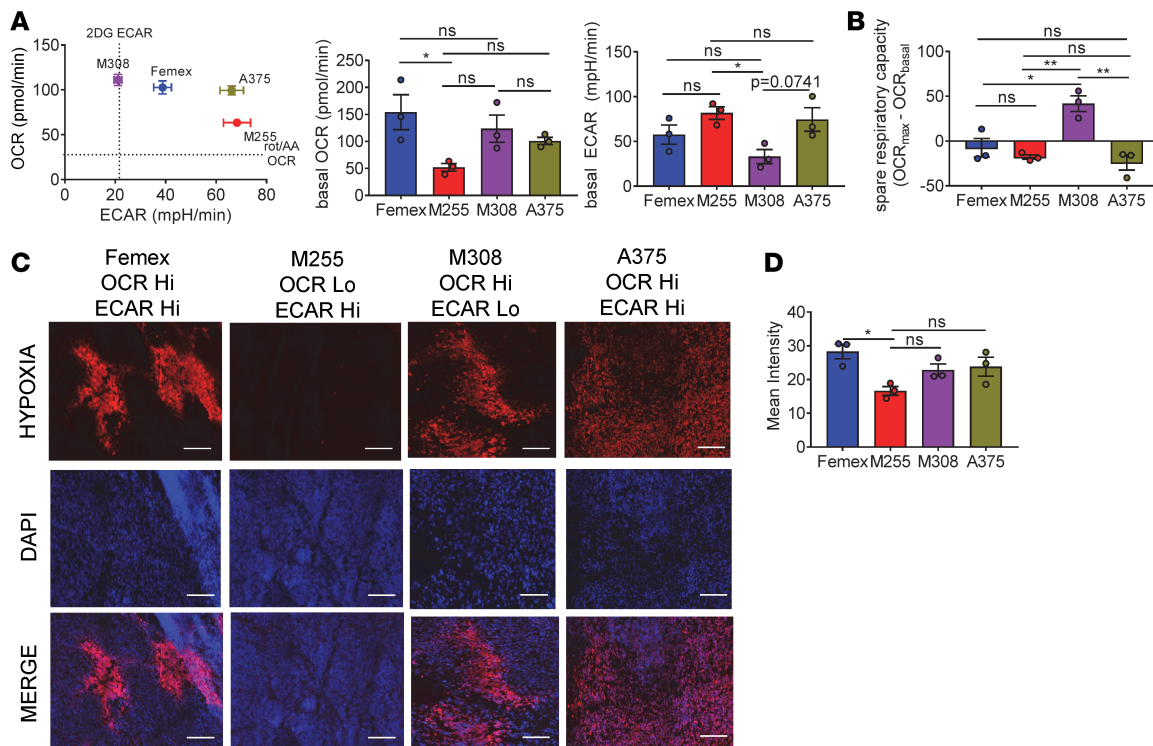 A
OCR (pmol/min)
150
100
50
0
0
20
40
60
80
ECAR (mpH/min)
2DG ECAR
M308
Femex
A375
M255
rot/AA
OCR
basal OCR (pmol/min)
250
200
150
100
50
0
ns
*
ns
ns
ns
Femex
M255
M308
A375
basal ECAR (mpH/min)
150
100
50
0
ns
ns
*
p=0.0741
ns
Femex
M255
M308
A375
B
spare respiratory capacity
(OCRmax - OCRbasal)
100
50
0
-50
ns
ns
**
*
**
ns
Femex
M255
M308
A375
C
Femex
OCR Hi
ECAR Hi
M255
OCR Lo
ECAR Hi
M308
OCR Hi
ECAR Lo
A375
OCR Hi
ECAR Hi
HYPOXIA
DAPI
MERGE
D
Mean Intensity
40
30
20
10
0
*
ns
ns
Femex
M255
M308
A375